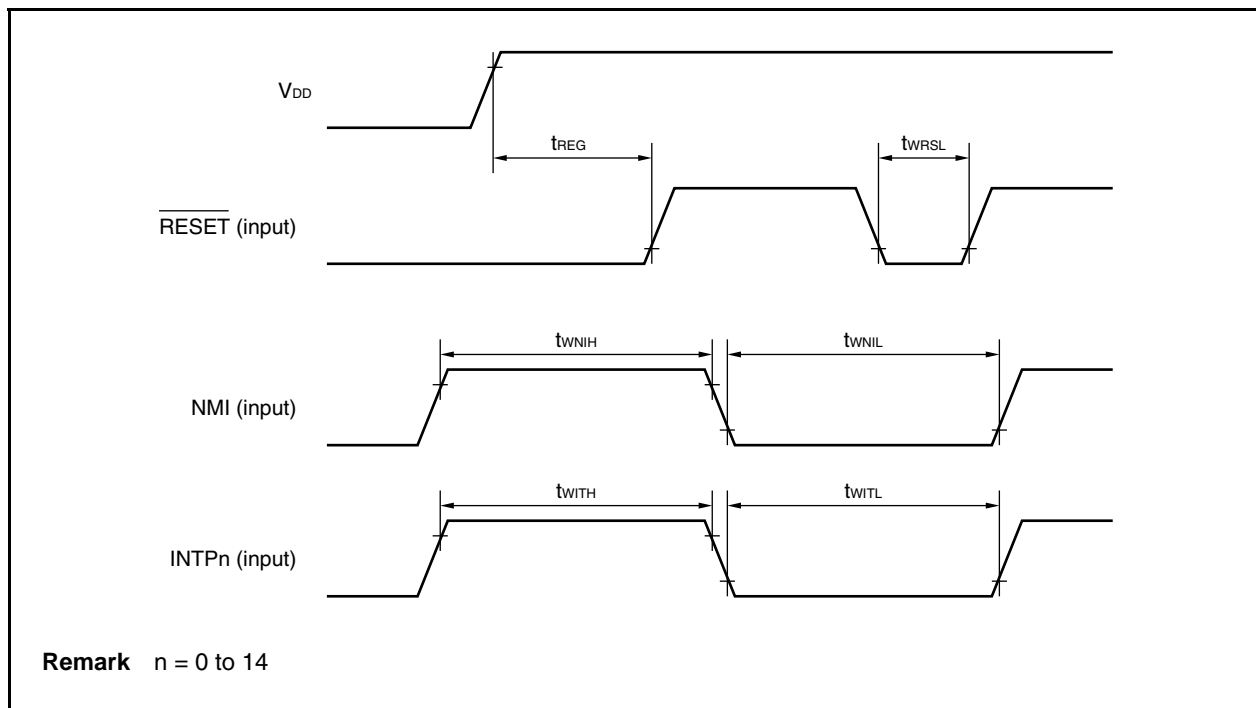 VDD
tREG
tWRSL
RESET (input)
tWNIH
tWNIL
NMI (input)
tWITH
tWITL
INTPn (input)
Remark n = 0 to 14